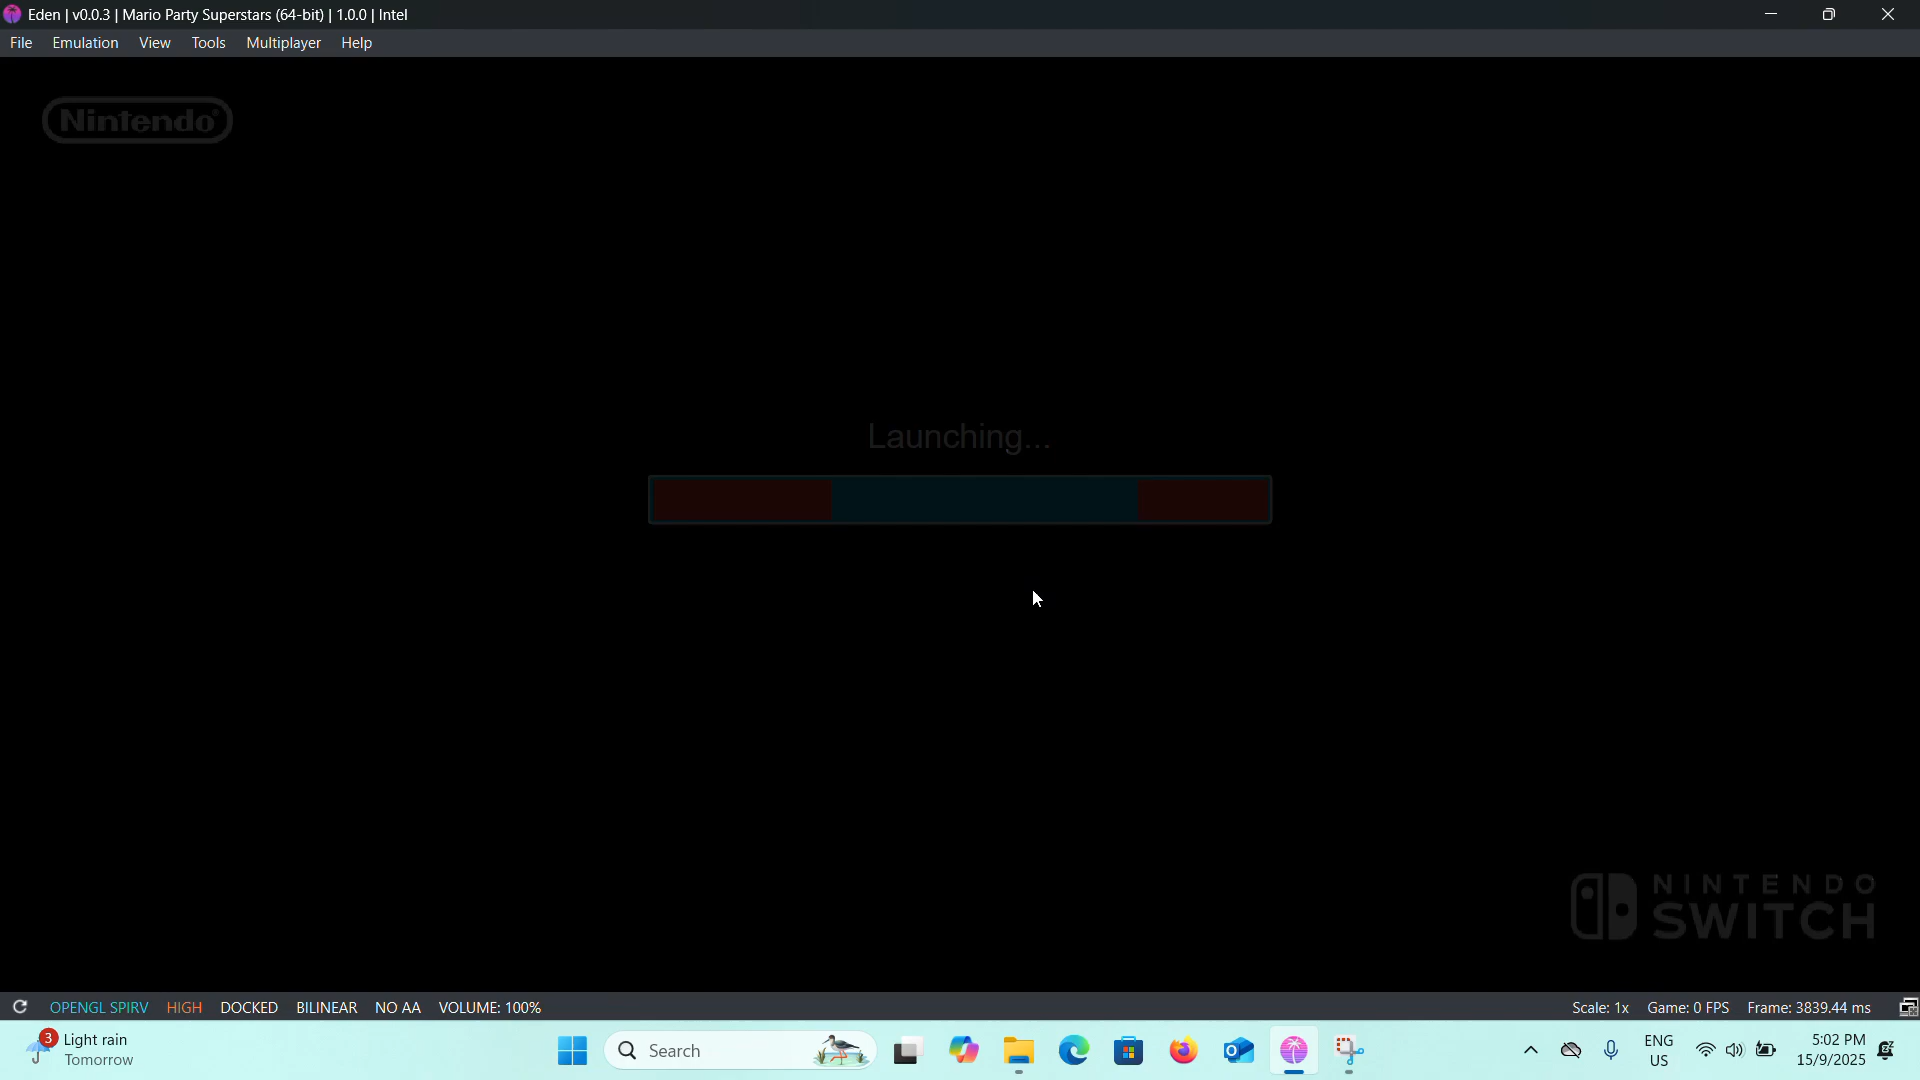 Eden | v0.0.3 | Mario Party Superstars (64-bit) | 1.0.0 | Intel
File Emulation View Tools Multiplayer Help
Nintendo®
Launching...
NINTENDO
SWITCH
OPENGL SPIRV HIGH DOCKED BILINEAR NO AA VOLUME: 100% Scale: 1x Game: 0 FPS Frame: 3839.44 ms
3
Light rain
Tomorrow
Search
ENG
US
5:02 PM
15/9/2025